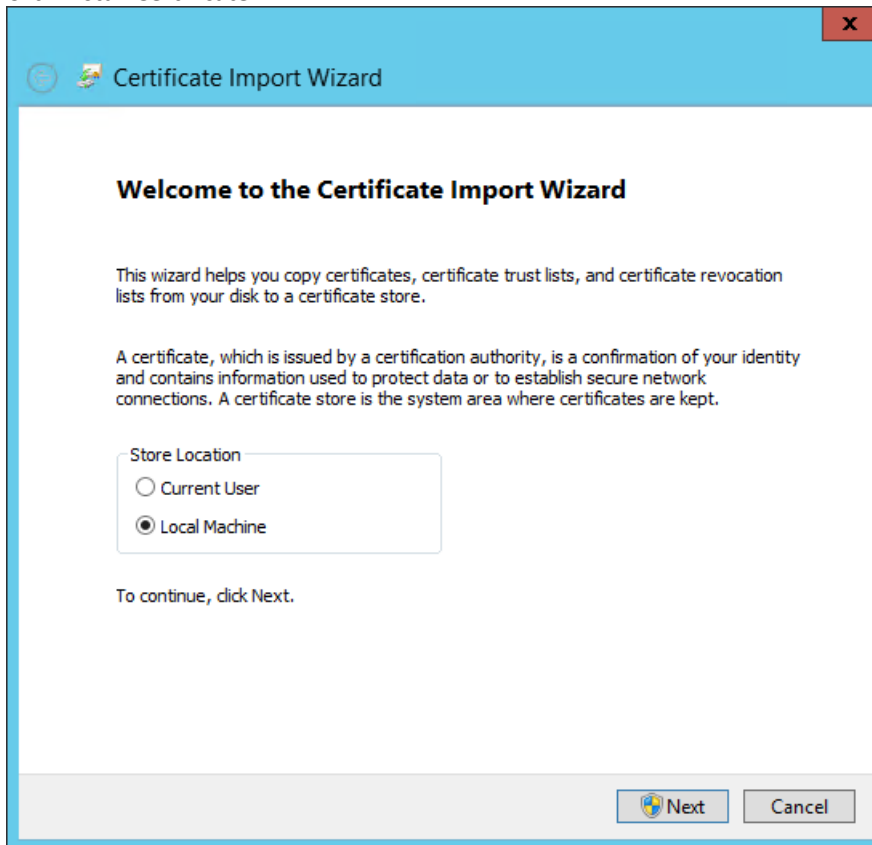 x
Certificate Import Wizard
Welcome to the Certificate Import Wizard
This wizard helps you copy certificates, certificate trust lists, and certificate revocation
lists from your disk to a certificate store.
A certificate, which is issued by a certification authority, is a confirmation of your identity
and contains information used to protect data or to establish secure network
connections. A certificate store is the system area where certificates are kept.
Store Location
Current User
Local Machine
To continue, click Next.
Next Cancel